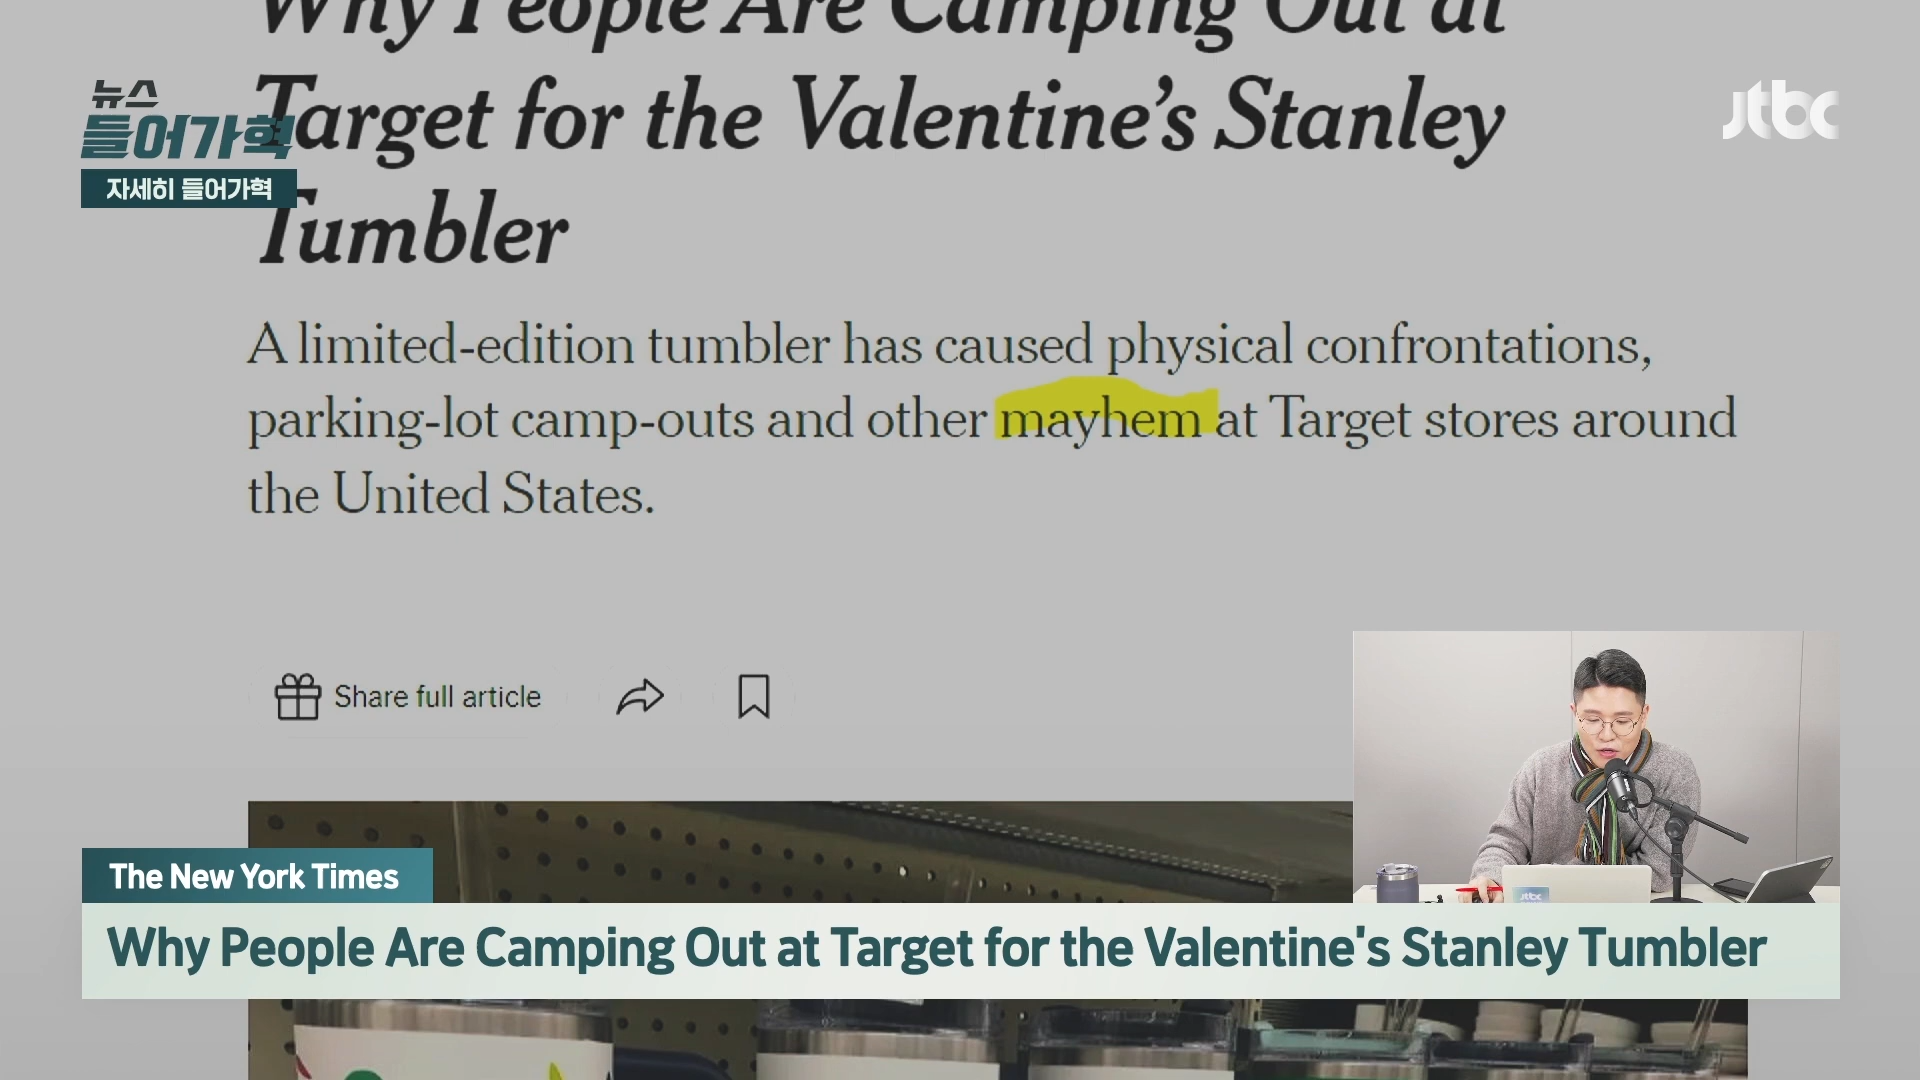 Why People Are Camping Out at
Target for the Valentine’s Stanley
Tumbler
뉴스
들어가혁
자세히 들어가혁
jtbc
A limited-edition tumbler has caused physical confrontations,
parking-lot camp-outs and other mayhem at Target stores around
the United States.
Share full article
jtbc
The New York Times
Why People Are Camping Out at Target for the Valentine's Stanley Tumbler